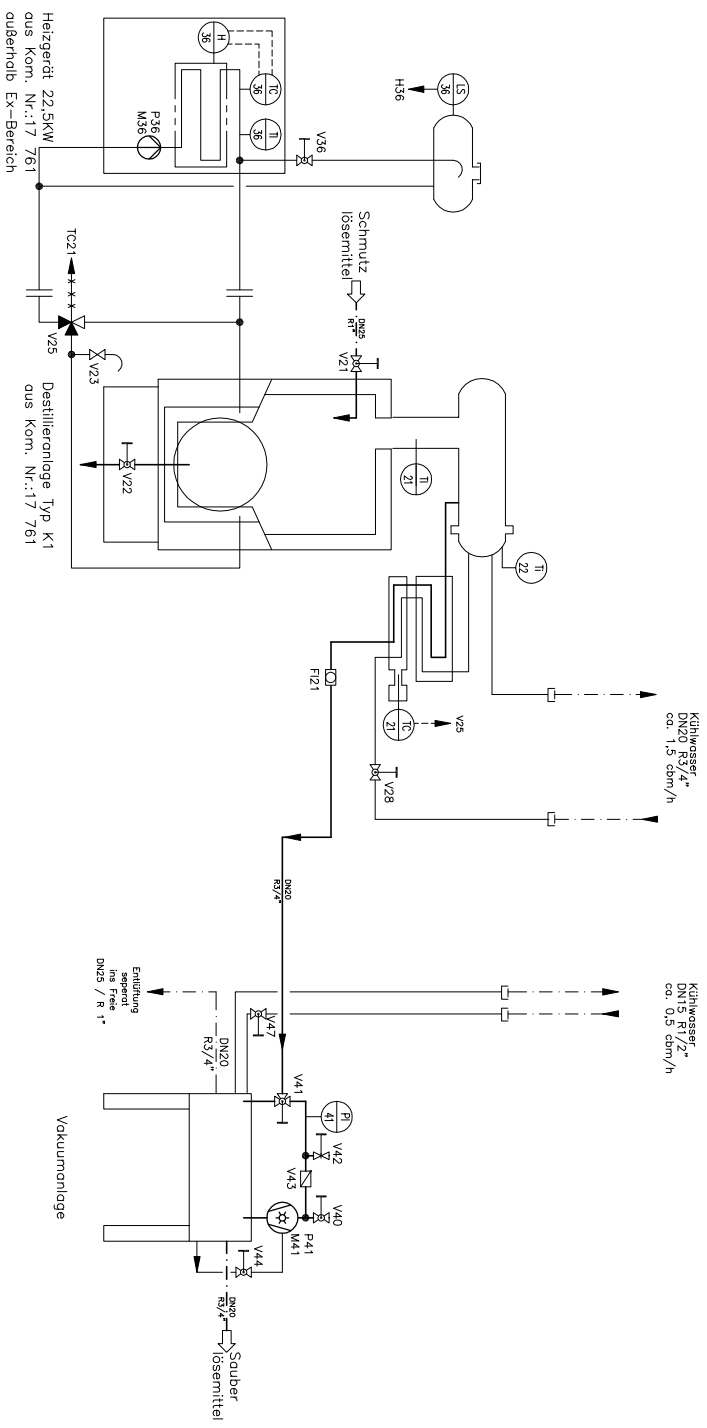 Heizgerät 22,5KW
aus Kom. Nr.:17 761
außerhalb Ex-Bereich
H
36
TC
36
TI
36
P36
M36
V36
LS
36
H36
Schmutz
lösemittel
DN25
R1"
V21
TC21
x x x
V25
V23
V22
Destillieranlage Typ K1
aus Kom. Nr.:17 761
TI
21
Ti
22
TC
21
V25
FI21
V28
Kühlwasser
DN20 R3/4"
ca. 1,5 cbm/h
DN20
R3/4"
Kühlwasser
DN15 R1/2"
ca. 0,5 cbm/h
Entlüftung
seperat
ins Freie
DN25 / R 1"
DN20
R3/4"
V47
V41
PI
41
V42
V43
V40
P41
M41
V44
Vakuumanlage
DN20
R3/4"
Sauber
lösemittel